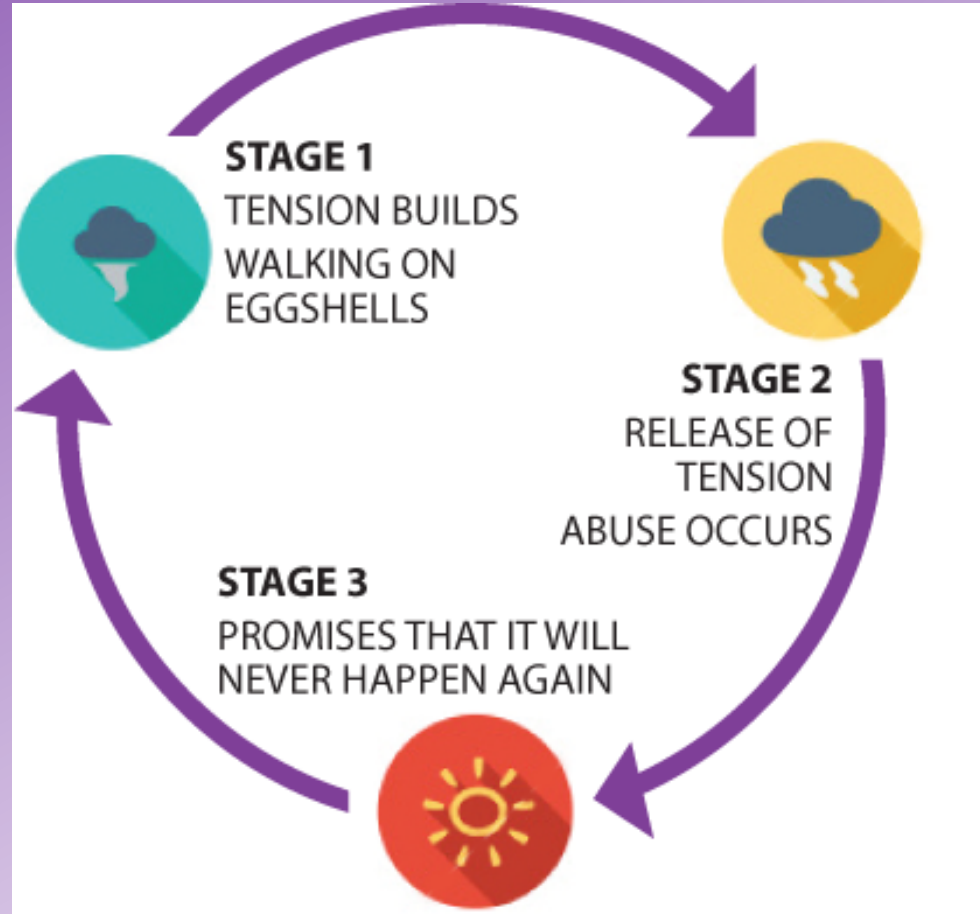 STAGE 1
TENSION BUILDS
WALKING ON
EGGSHELLS
STAGE 2
RELEASE OF
TENSION
ABUSE OCCURS
STAGE 3
PROMISES THAT IT WILL
NEVER HAPPEN AGAIN